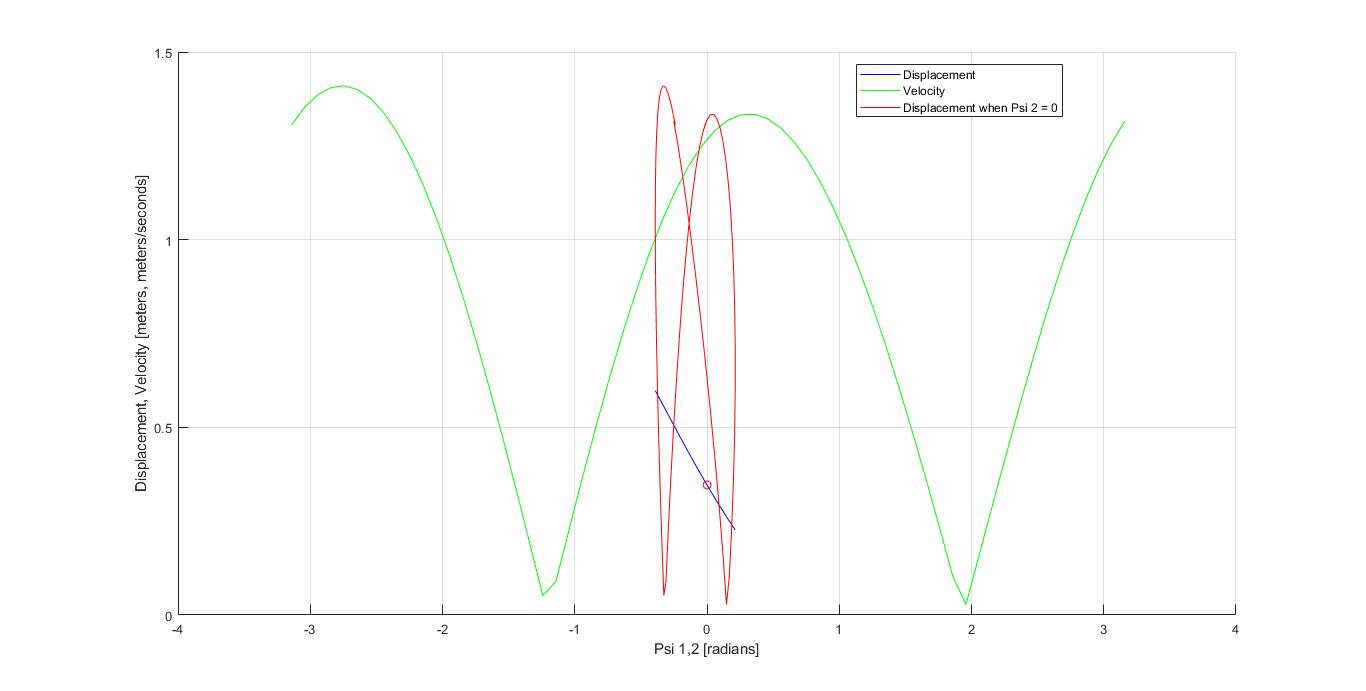 1.5
Displacement
Velocity
Displacement when Psi 2 = 0
1
Displacement, Velocity [meters, meters/seconds]
0.5
0
-4 -3 -2 -1 0 1 2 3 4
Psi 1,2 [radians]